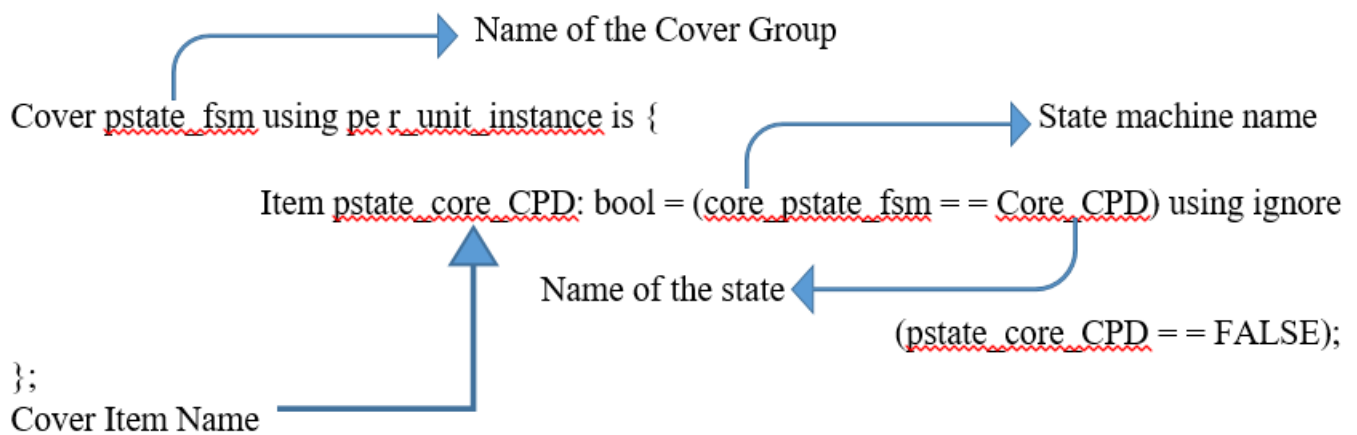 Name of the Cover Group
Cover pstate_fsm using pe r_unit_instance is {
State machine name
Item pstate_core_CPD: bool = (core_pstate_fsm = = Core_CPD) using ignore
Name of the state
(pstate_core_CPD = = FALSE);
};
Cover Item Name